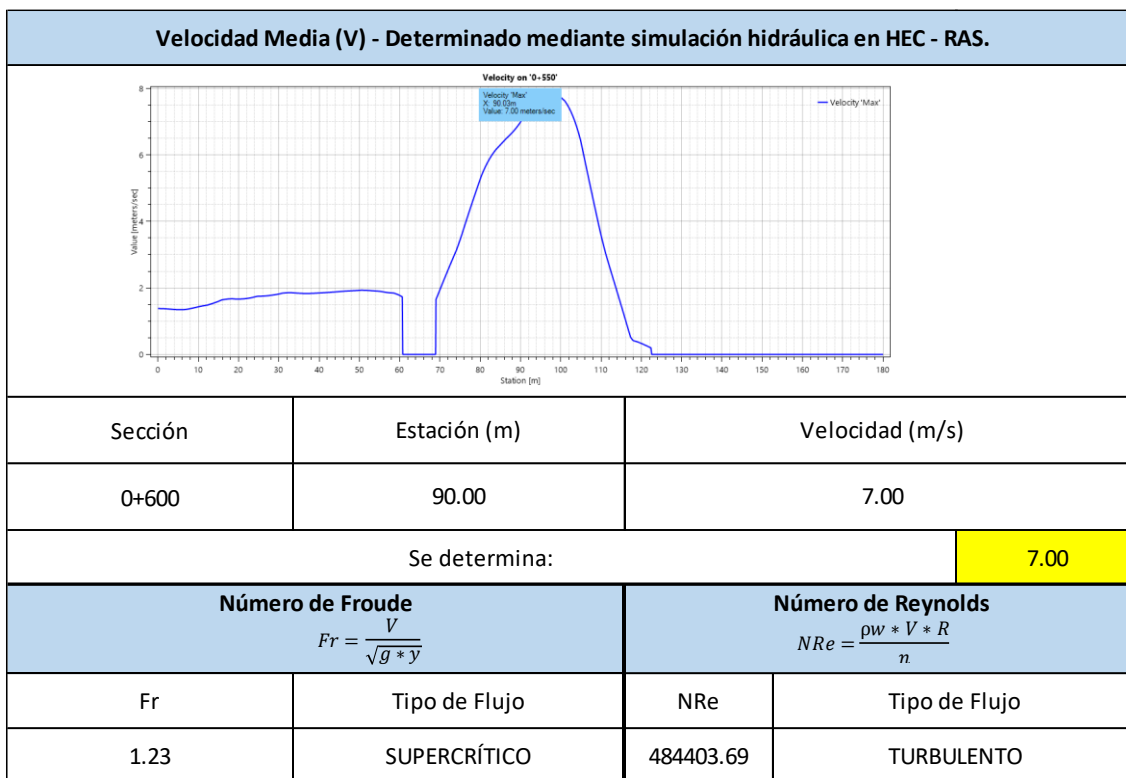 Velocidad Media (V) - Determinado mediante simulación hidráulica en HEC - RAS.
Velocity on '0+550'
Velocity 'Max'
X: 90.03m
Value: 7.00 meters/sec
Velocity 'Max'
Value [meters/sec]
8
6
4
2
0
0 10 20 30 40 50 60 70 80 90 100 110 120 130 140 150 160 170 180
Station [m]
Sección Estación (m) Velocidad (m/s)
0+600 90.00 7.00
Se determina: 7.00
Número de Froude Número de Reynolds
Fr = V / √g * y NRe = ρw * V * R / n
Fr Tipo de Flujo NRe Tipo de Flujo
1.23 SUPERCRÍTICO 484403.69 TURBULENTO